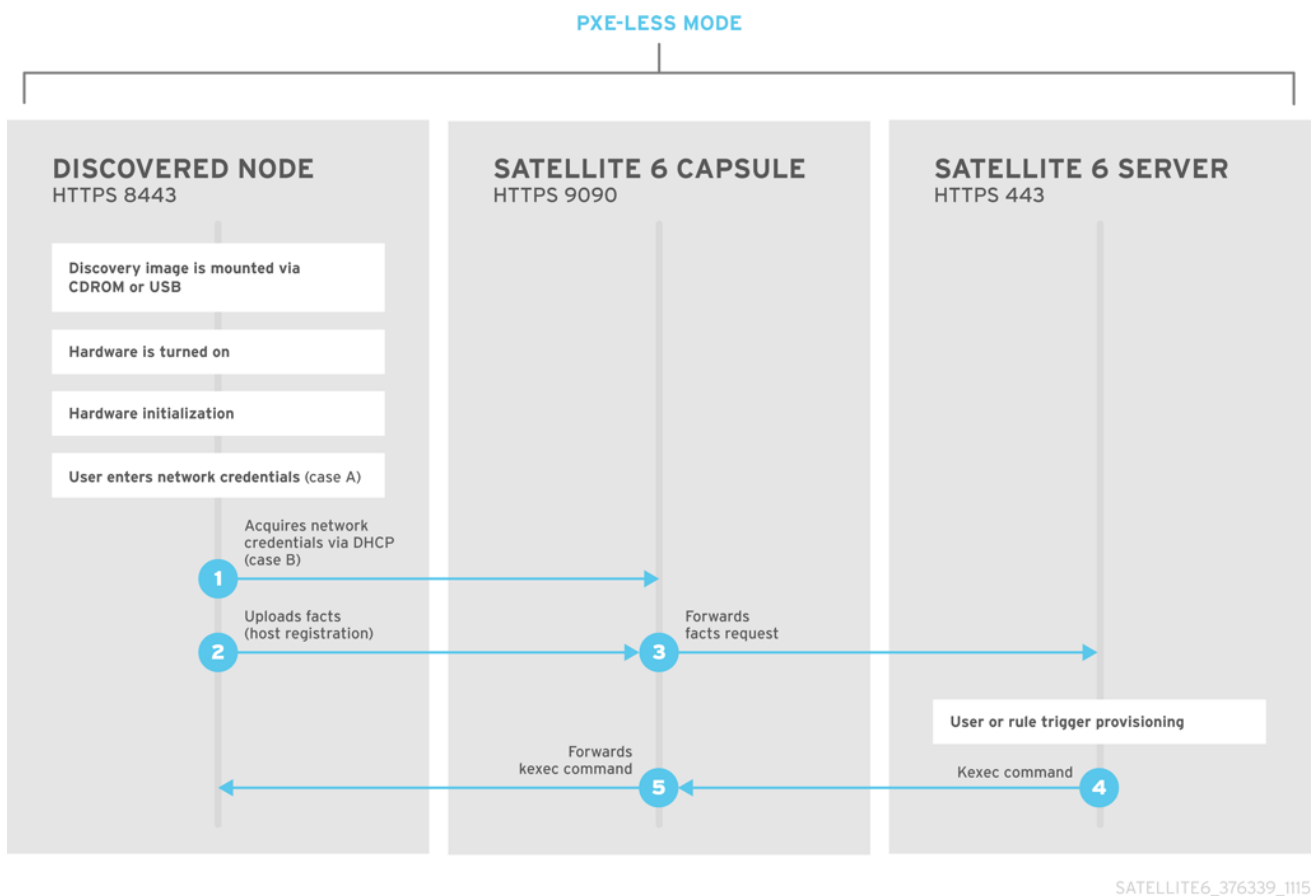 PXE-LESS MODE
DISCOVERED NODE
HTTPS 8443
Discovery image is mounted via
CDROM or USB
Hardware is turned on
Hardware initialization
User enters network credentials (case A)
SATELLITE 6 CAPSULE
HTTPS 9090
SATELLITE 6 SERVER
HTTPS 443
Acquires network
credentials via DHCP
(case B)
1
Uploads facts
(host registration)
2
3
Forwards
facts request
User or rule trigger provisioning
Kexec command
4
Forwards
kexec command
5
SATELLITE6_376339_1115